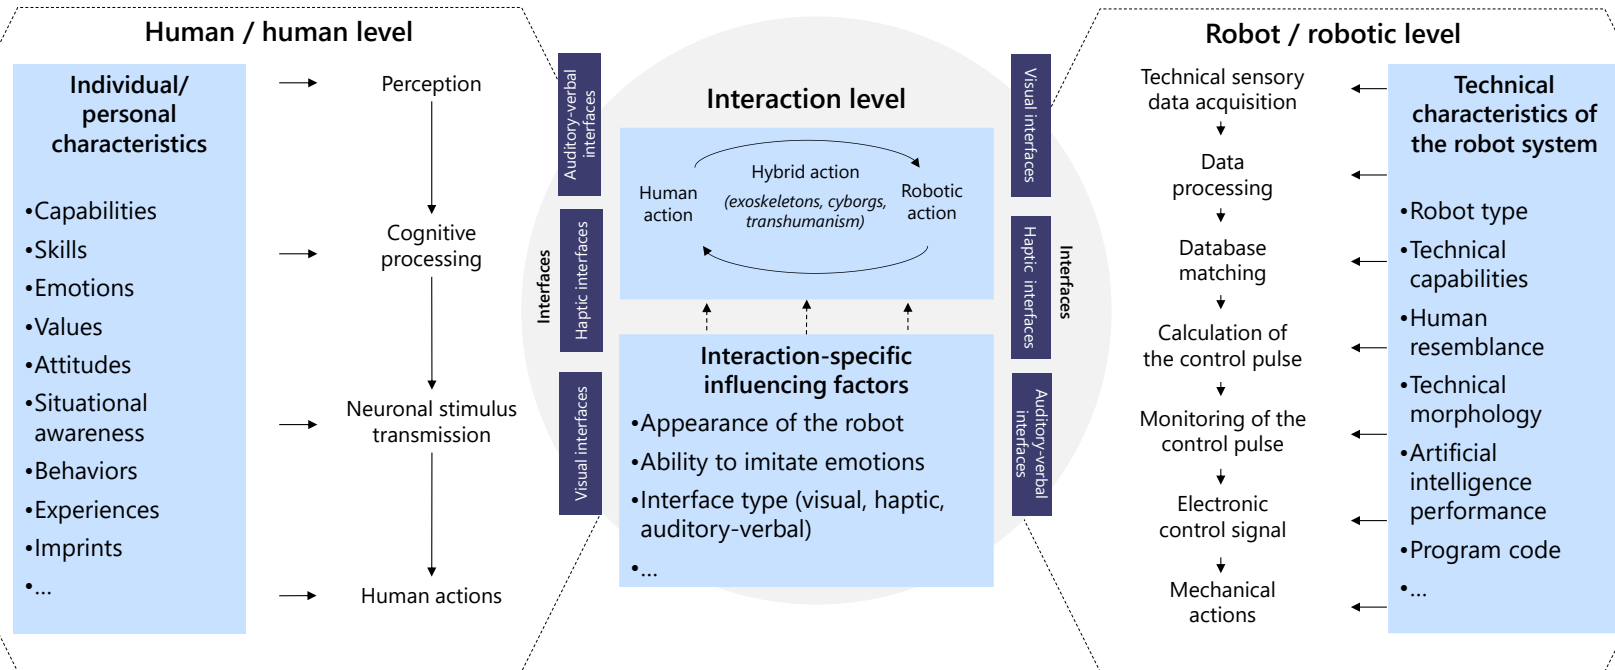 Human / human level
Individual/
personal
characteristics
•Capabilities
•Skills
•Emotions
•Values
•Attitudes
•Situational
awareness
•Behaviors
•Experiences
•Imprints
•...
Perception
Cognitive
processing
Neuronal stimulus
transmission
Human actions
Interfaces
Auditory-verbal
interfaces
Haptic interfaces
Visual interfaces
Interaction level
Human
action
Hybrid action
(exoskeletons, cyborgs,
transhumanism)
Robotic
action
Interaction-specific
influencing factors
•Appearance of the robot
•Ability to imitate emotions
•Interface type (visual, haptic,
auditory-verbal)
•...
Visual interfaces
Haptic interfaces
Auditory-verbal
interfaces
Interfaces
Robot / robotic level
Technical sensory
data acquisition
Data
processing
Database
matching
Calculation of
the control pulse
Monitoring of the
control pulse
Electronic
control signal
Mechanical
actions
Technical
characteristics of
the robot system
•Robot type
•Technical
capabilities
•Human
resemblance
•Technical
morphology
•Artificial
intelligence
performance
•Program code
•...